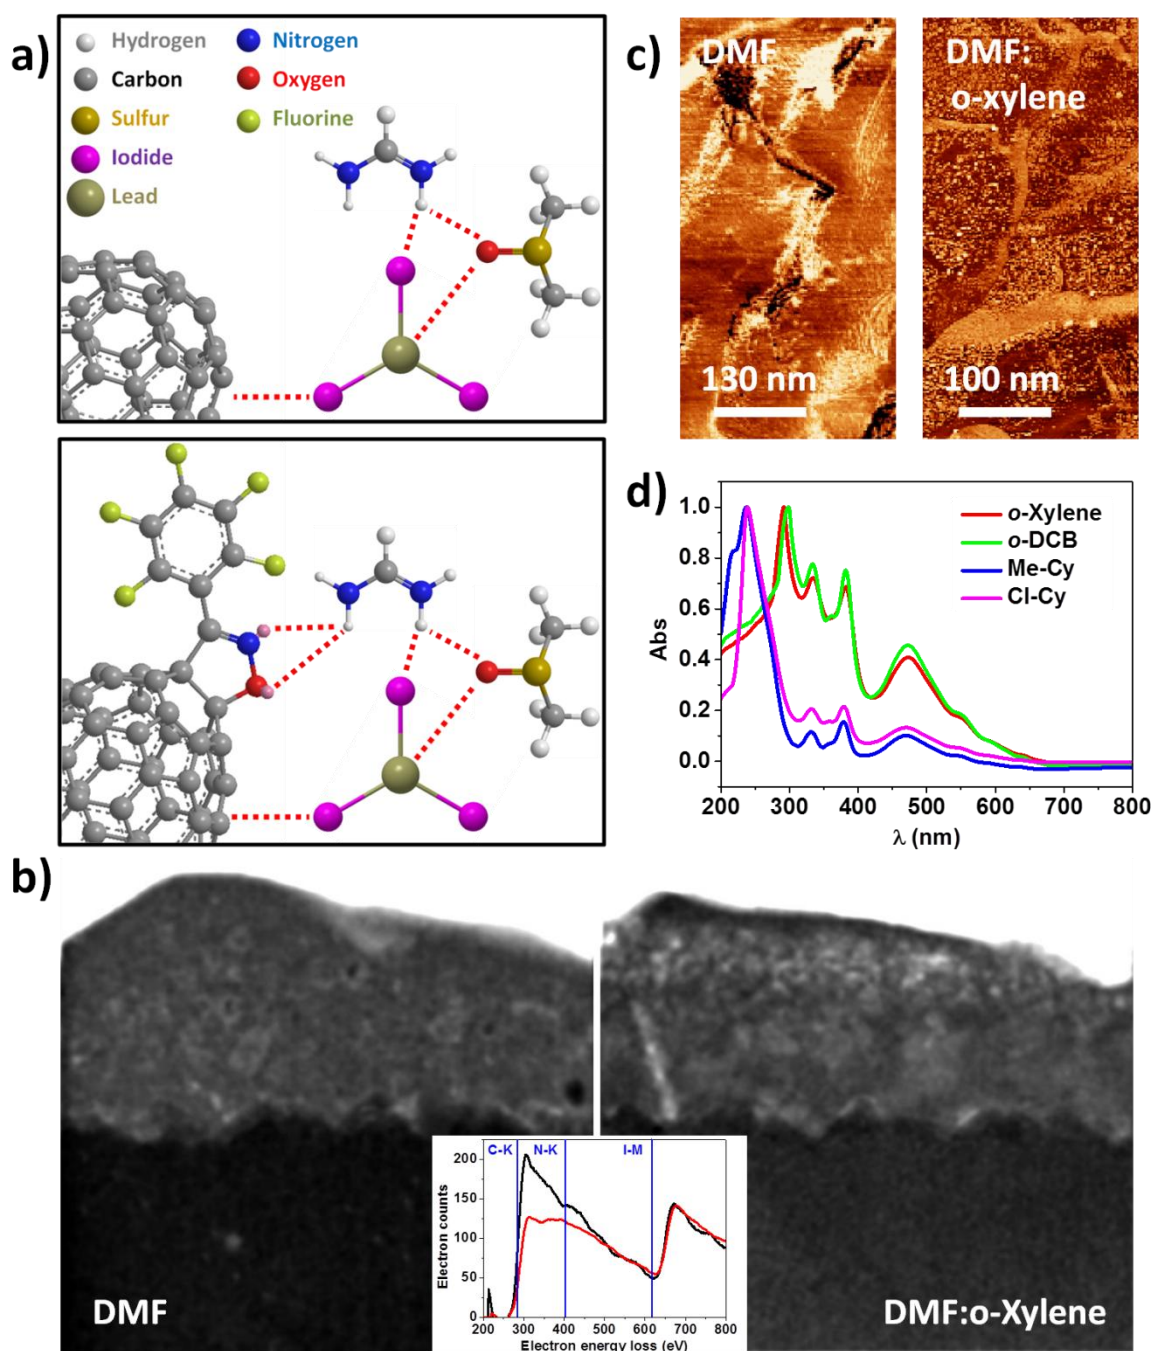 a)
Hydrogen Nitrogen
Carbon Oxygen
Sulfur Fluorine
Iodide
Lead
c)
DMF
130 nm
DMF:
o-xylene
100 nm
d)
1.0
0.8
0.6
0.4
0.2
0.0
Abs
o-Xylene
o-DCB
Me-Cy
Cl-Cy
200 300 400 500 600 700 800
λ (nm)
b)
DMF
DMF:o-Xylene
C-K N-K I-M
200
150
100
50
0
Electron counts
200 300 400 500 600 700 800
Electron energy loss (eV)